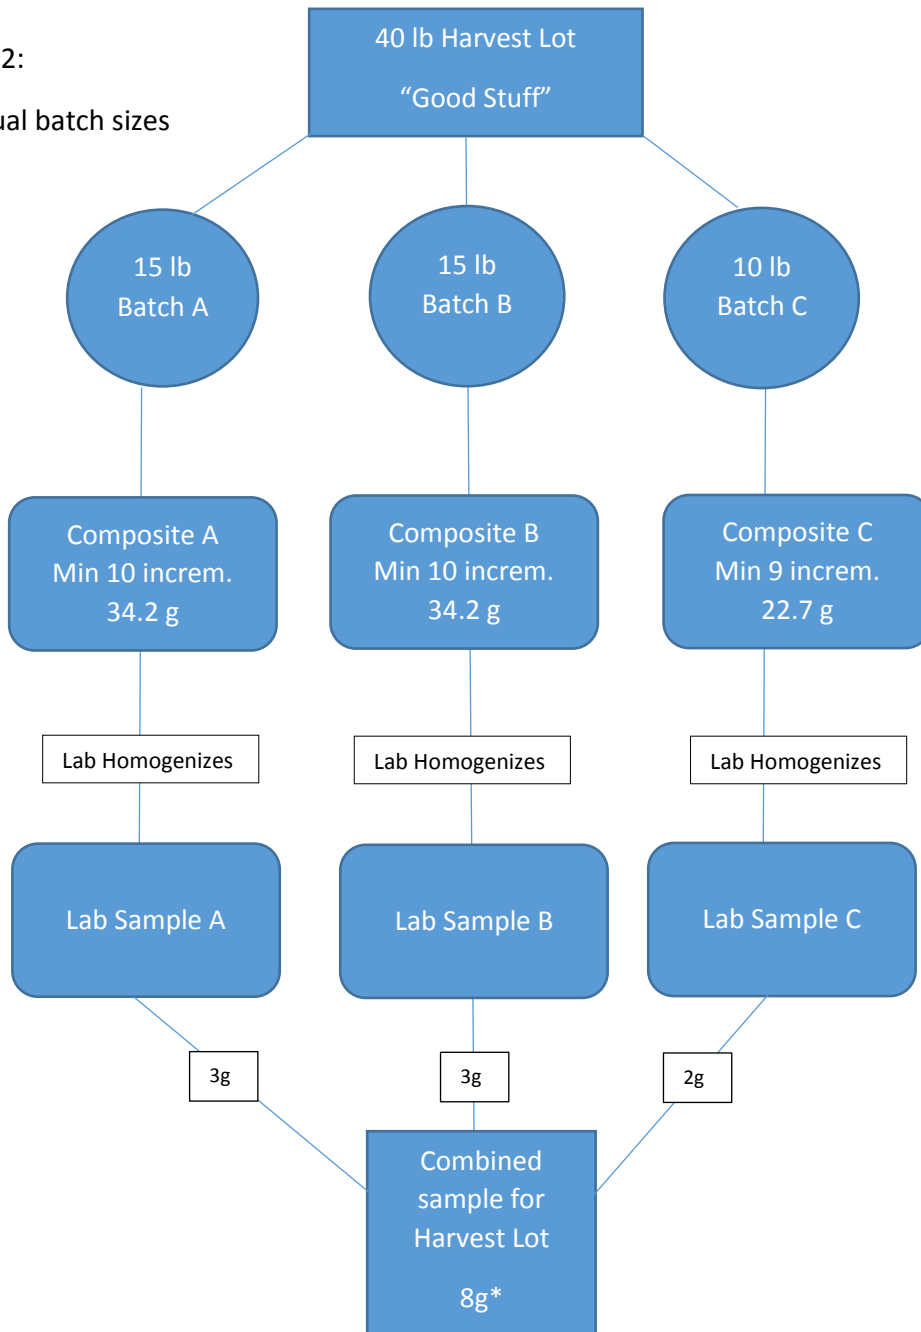 2:
ual batch sizes
40 lb Harvest Lot
“Good Stuff”
15 lb
Batch A
15 lb
Batch B
10 lb
Batch C
Composite A
Min 10 increm.
34.2 g
Composite B
Min 10 increm.
34.2 g
Composite C
Min 9 increm.
22.7 g
Lab Homogenizes
Lab Homogenizes
Lab Homogenizes
Lab Sample A
Lab Sample B
Lab Sample C
3g
3g
2g
Combined
sample for
Harvest Lot
8g*